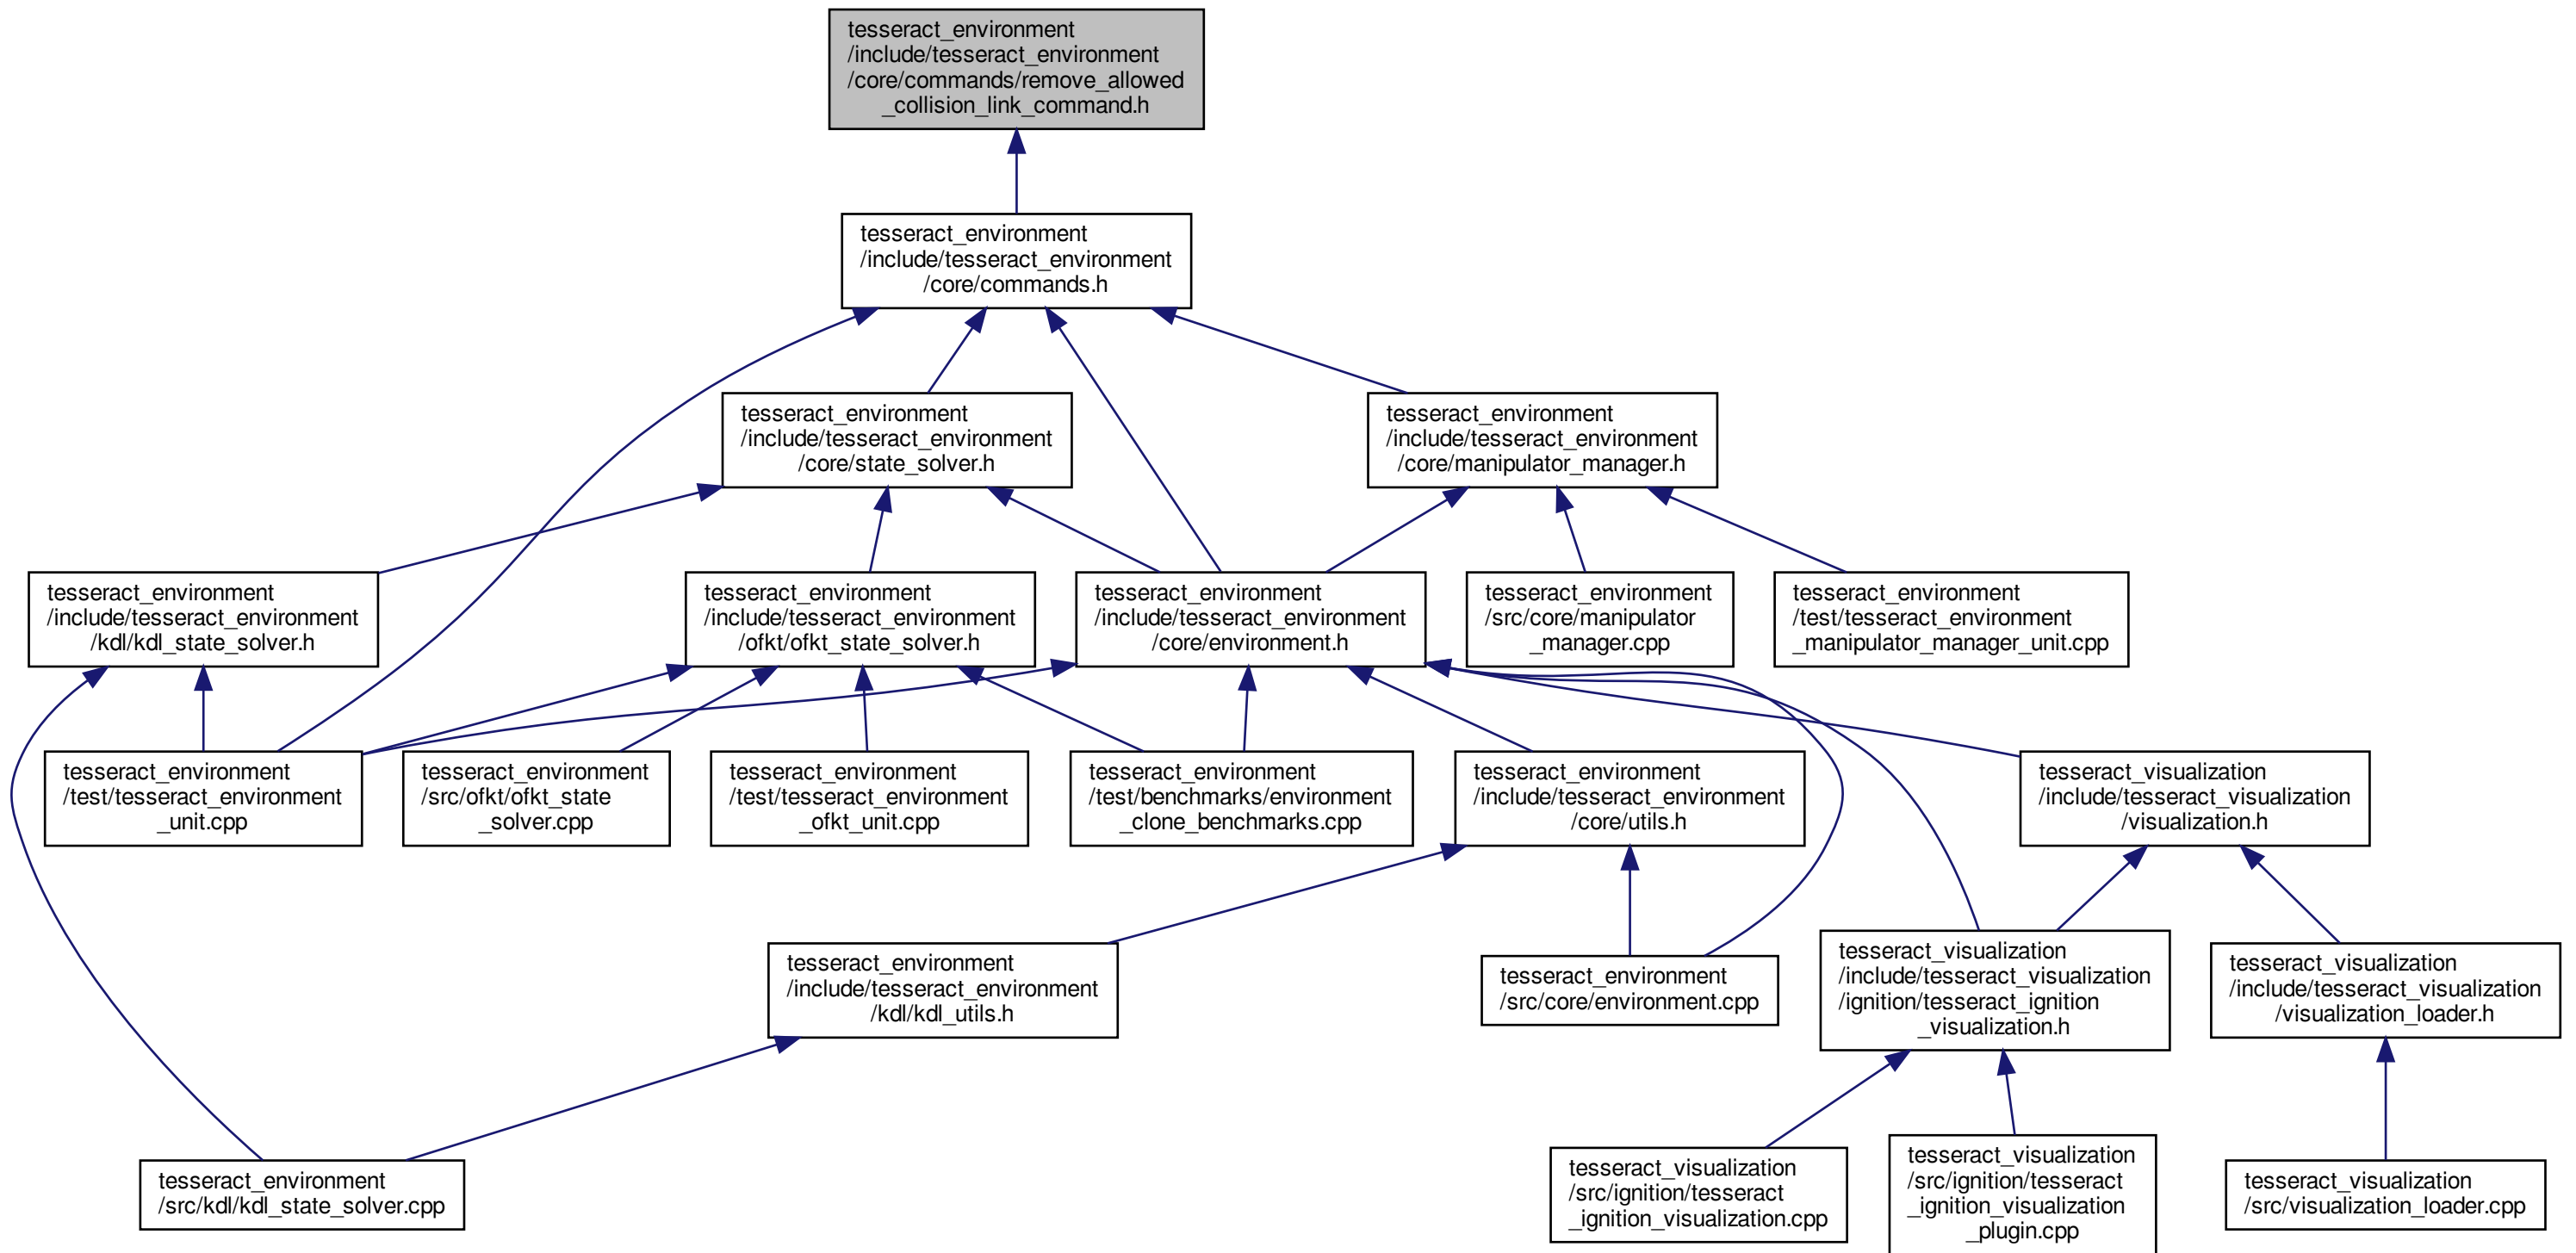 tesseract_environment
/include/tesseract_environment
/core/commands/remove_allowed
_collision_link_command.h
tesseract_environment
/include/tesseract_environment
/core/commands.h
tesseract_environment
/include/tesseract_environment
/core/state_solver.h
tesseract_environment
/include/tesseract_environment
/core/manipulator_manager.h
tesseract_environment
/include/tesseract_environment
/kdl/kdl_state_solver.h
tesseract_environment
/include/tesseract_environment
/ofkt/ofkt_state_solver.h
tesseract_environment
/include/tesseract_environment
/core/environment.h
tesseract_environment
/src/core/manipulator
_manager.cpp
tesseract_environment
/test/tesseract_environment
_manipulator_manager_unit.cpp
tesseract_environment
/test/tesseract_environment
_unit.cpp
tesseract_environment
/src/ofkt/ofkt_state
_solver.cpp
tesseract_environment
/test/tesseract_environment
_ofkt_unit.cpp
tesseract_environment
/test/benchmarks/environment
_clone_benchmarks.cpp
tesseract_environment
/include/tesseract_environment
/core/utils.h
tesseract_visualization
/include/tesseract_visualization
/visualization.h
tesseract_environment
/include/tesseract_environment
/kdl/kdl_utils.h
tesseract_environment
/src/core/environment.cpp
tesseract_visualization
/include/tesseract_visualization
/ignition/tesseract_ignition
_visualization.h
tesseract_visualization
/include/tesseract_visualization
/visualization_loader.h
tesseract_environment
/src/kdl/kdl_state_solver.cpp
tesseract_visualization
/src/ignition/tesseract
_ignition_visualization.cpp
tesseract_visualization
/src/ignition/tesseract
_ignition_visualization
_plugin.cpp
tesseract_visualization
/src/visualization_loader.cpp